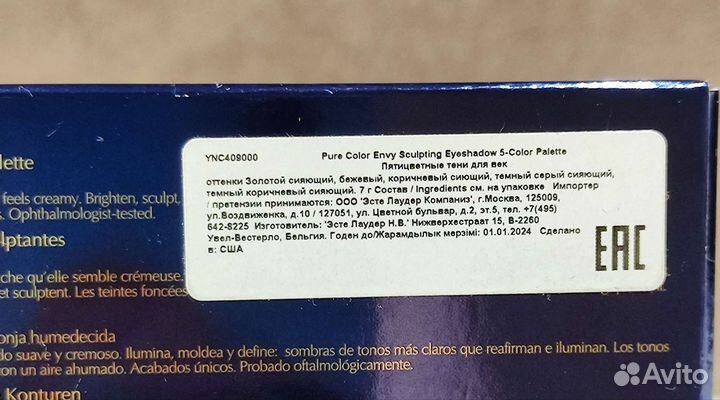 YNC409000 Pure Color Envy Sculpting Eyeshadow 5-Color Palette
Пятицветные тени для век
оттенки Золотой сияющий, бежевый, коричневый сиющий, темный серый сияющий,
темный коричневый сияющий. 7 г Состав / Ingredients см. на упаковке Импортер
/ претензии принимаются: ООО 'Эсте Лаудер Компаниз', г.Москва, 125009,
ул.Воздвиженка, д.10 / 127051, ул. Цветной бульвар, д.2, эт.5, тел. +7(495)
642-8225 Изготовитель: 'Эсте Лаудер Н.В.' Нижверхестраат 15, B-2260
Увел-Вестерло, Бельгия. Годен до/Жарамдылык мерзімі: 01.01.2024 Сделано
в: США
EAC
lette
feels creamy. Brighten, sculpt,
s. Ophthalmologist-tested.
lptantes
che qu'elle semble crémeuse.
et sculptent. Les teintes foncées
onja humedecida
do suave y cremoso. Ilumina, moldea y define: sombras de tonos más claros que reafirman e iluminan. Los tonos
con un aire ahumado. Acabados únicos. Probado oftalmológicamente.
Konturen
Avito